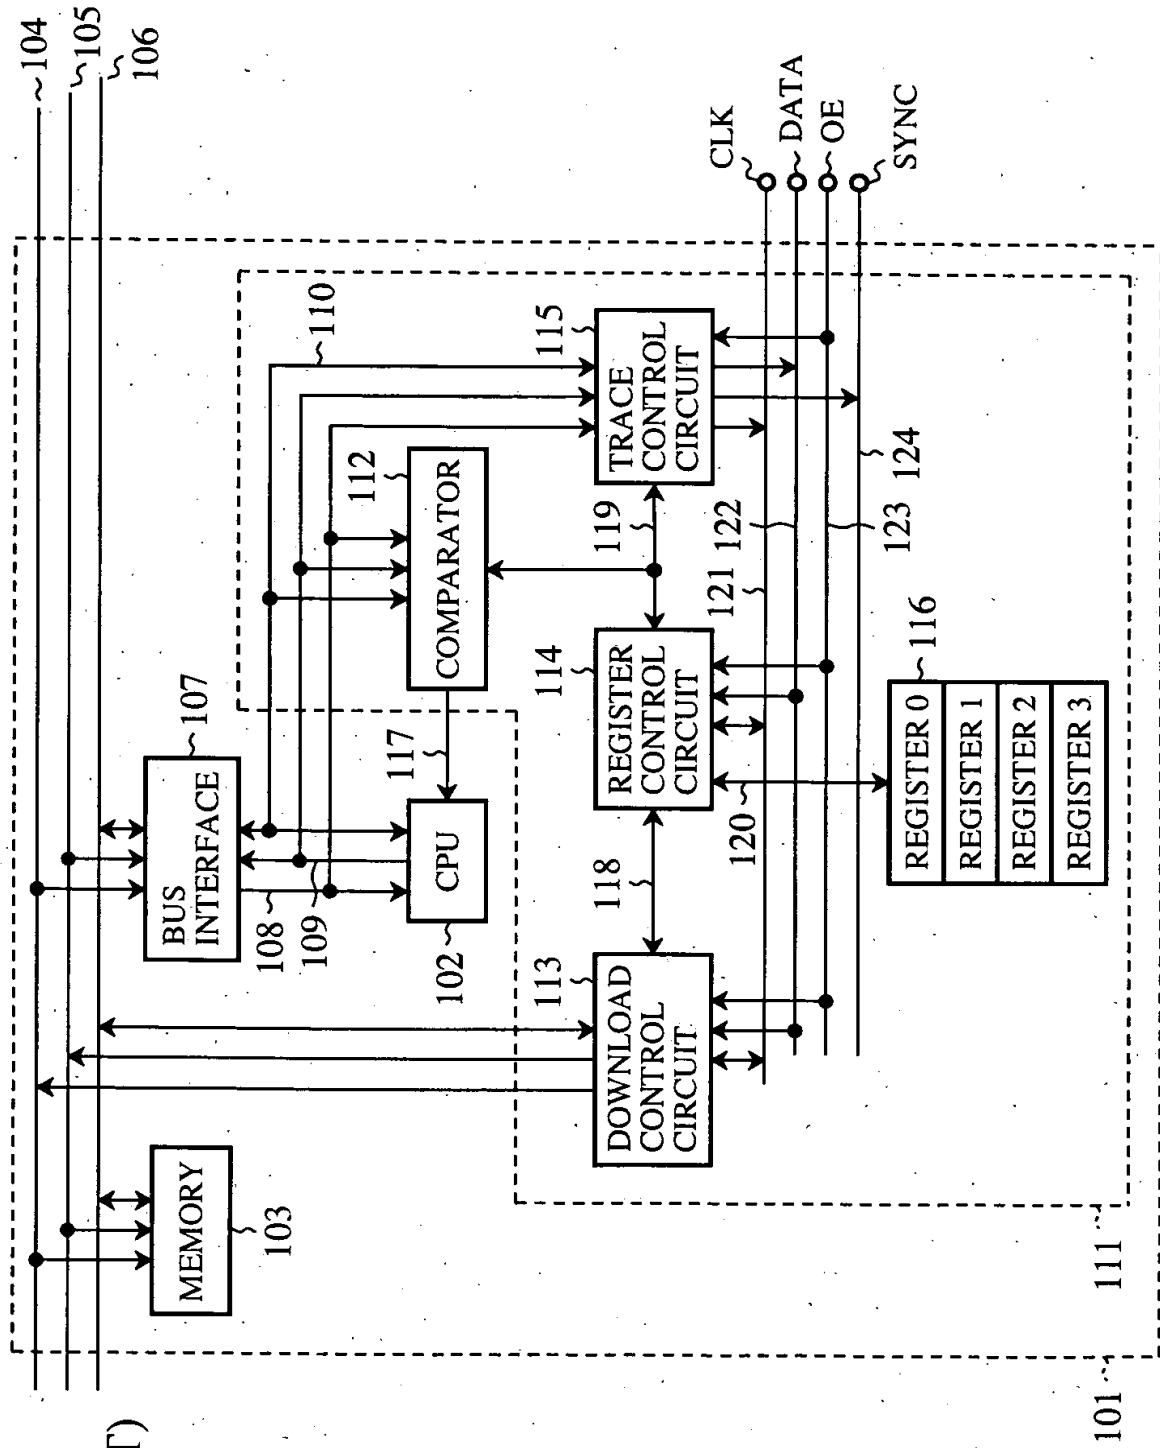 T)
101
111
104
105
106
MEMORY
103
BUS
INTERFACE
107
108
109
110
CPU
102
117
COMPARATOR
112
DOWNLOAD
CONTROL
CIRCUIT
113
118
REGISTER
CONTROL
CIRCUIT
114
119
TRACE
CONTROL
CIRCUIT
115
120
121
122
123
124
REGISTER 0
REGISTER 1
REGISTER 2
REGISTER 3
116
CLK
DATA
OE
SYNC